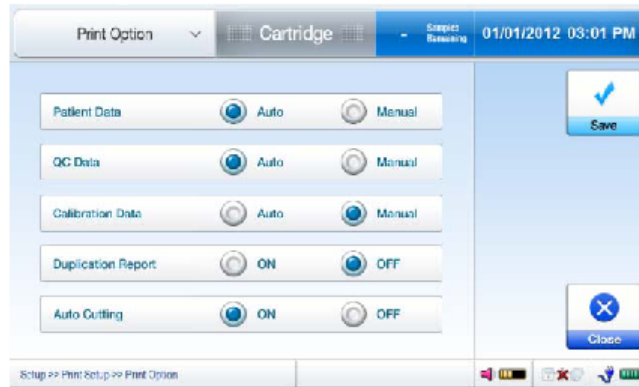 Print Option
Cartridge
- Samples Remaining
01/01/2012 03:01 PM
Patient Data Auto Manual
Save
QC Data Auto Manual
Calibration Data Auto Manual
Duplication Report ON OFF
Auto Cutting ON OFF
Close
Setup >> Print Setup >> Print Option